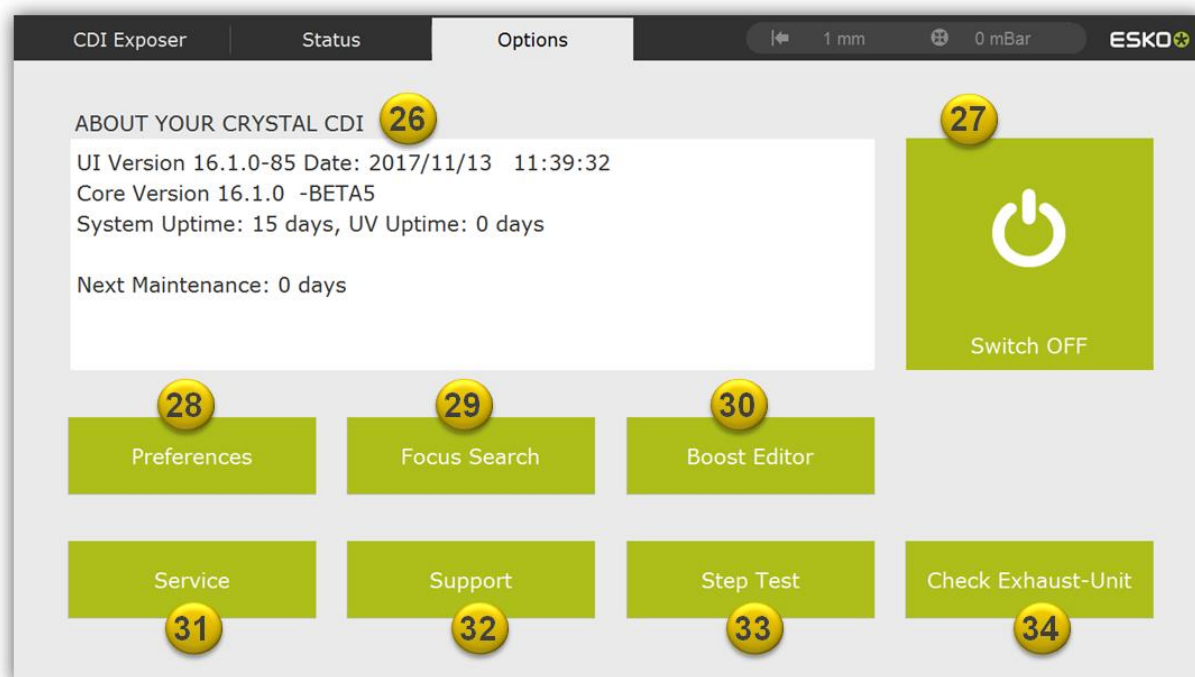 CDI Exposer Status Options 1 mm 0 mBar ESKO
ABOUT YOUR CRYSTAL CDI 26 27
UI Version 16.1.0-85 Date: 2017/11/13 11:39:32
Core Version 16.1.0 -BETA5
System Uptime: 15 days, UV Uptime: 0 days
Next Maintenance: 0 days
Switch OFF
28 29 30
Preferences Focus Search Boost Editor
Service Support Step Test Check Exhaust-Unit
31 32 33 34